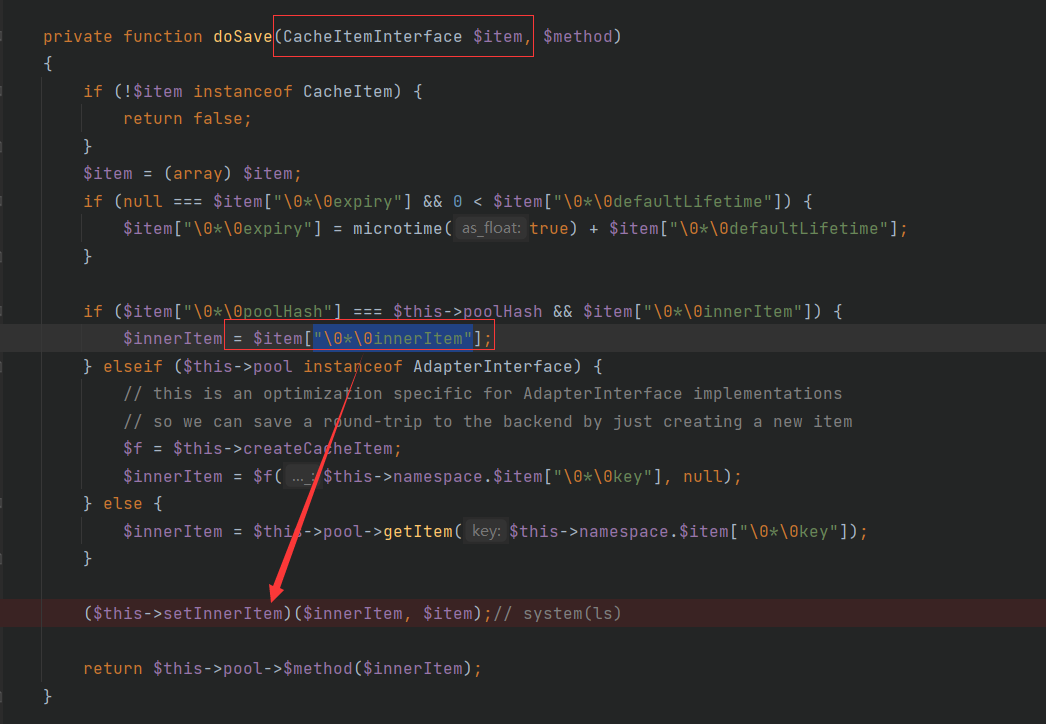 private function doSave(CacheItemInterface $item, $method)
{
if (!$item instanceof CacheItem) {
return false;
}
$item = (array) $item;
if (null === $item["\0*\0expiry"] && 0 < $item["\0*\0defaultLifetime"]) {
$item["\0*\0expiry"] = microtime( as_float: true) + $item["\0*\0defaultLifetime"];
}
if ($item["\0*\0poolHash"] === $this->poolHash && $item["\0*\0innerItem"]) {
$innerItem = $item["\0*\0innerItem"];
} elseif ($this->pool instanceof AdapterInterface) {
// this is an optimization specific for AdapterInterface implementations
// so we can save a round-trip to the backend by just creating a new item
$f = $this->createCacheItem;
$innerItem = $f( ..._: $this->namespace.$item["\0*\0key"], null);
} else {
$innerItem = $this->pool->getItem( key: $this->namespace.$item["\0*\0key"]);
}
($this->setInnerItem)($innerItem, $item);// system(ls)
return $this->pool->$method($innerItem);
}